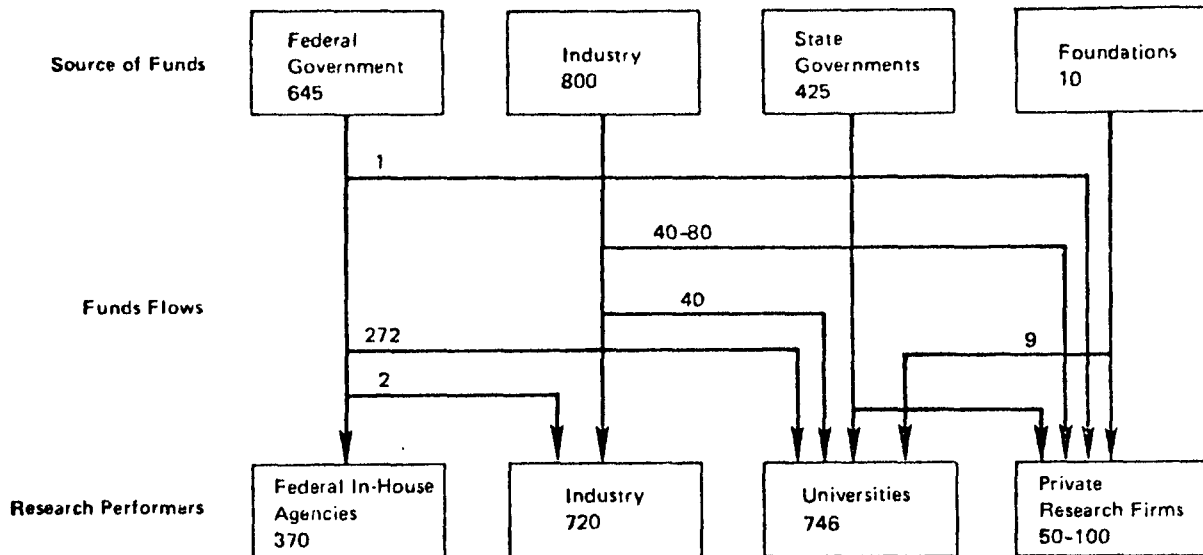 Source of Funds
Federal
Government
645
Industry
800
State
Governments
425
Foundations
10
1
40-80
Funds Flows
40
272
9
2
Research Performers
Federal In-House
Agencies
370
Industry
720
Universities
746
Private
Research Firms
50-100